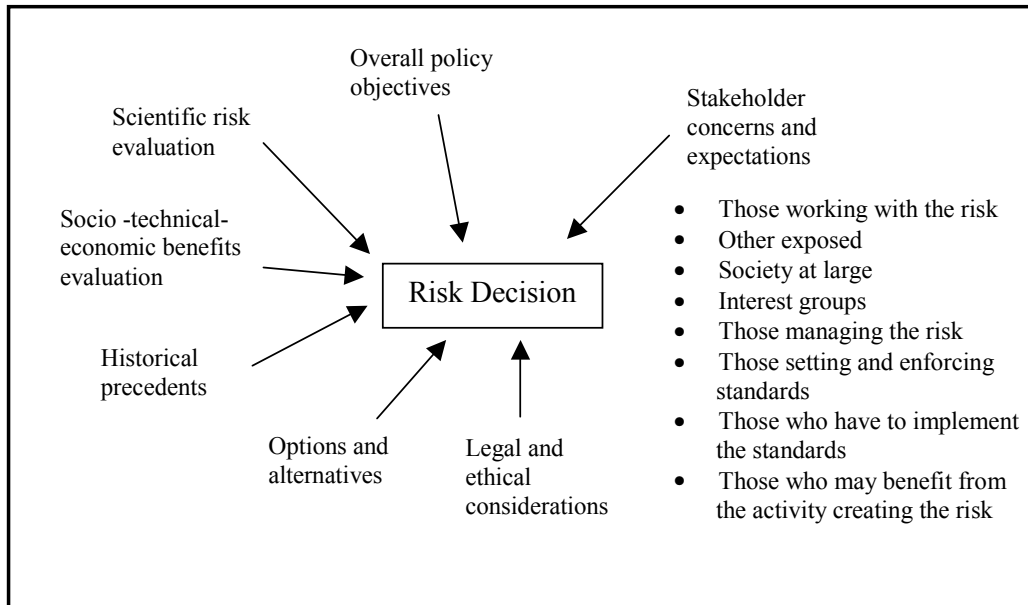 Overall policy
objectives
Scientific risk
evaluation
Stakeholder
concerns and
expectations
Socio -technical-
economic benefits
evaluation
Risk Decision
Historical
precedents
Options and
alternatives
Legal and
ethical
considerations
• Those working with the risk
• Other exposed
• Society at large
• Interest groups
• Those managing the risk
• Those setting and enforcing
standards
• Those who have to implement
the standards
• Those who may benefit from
the activity creating the risk